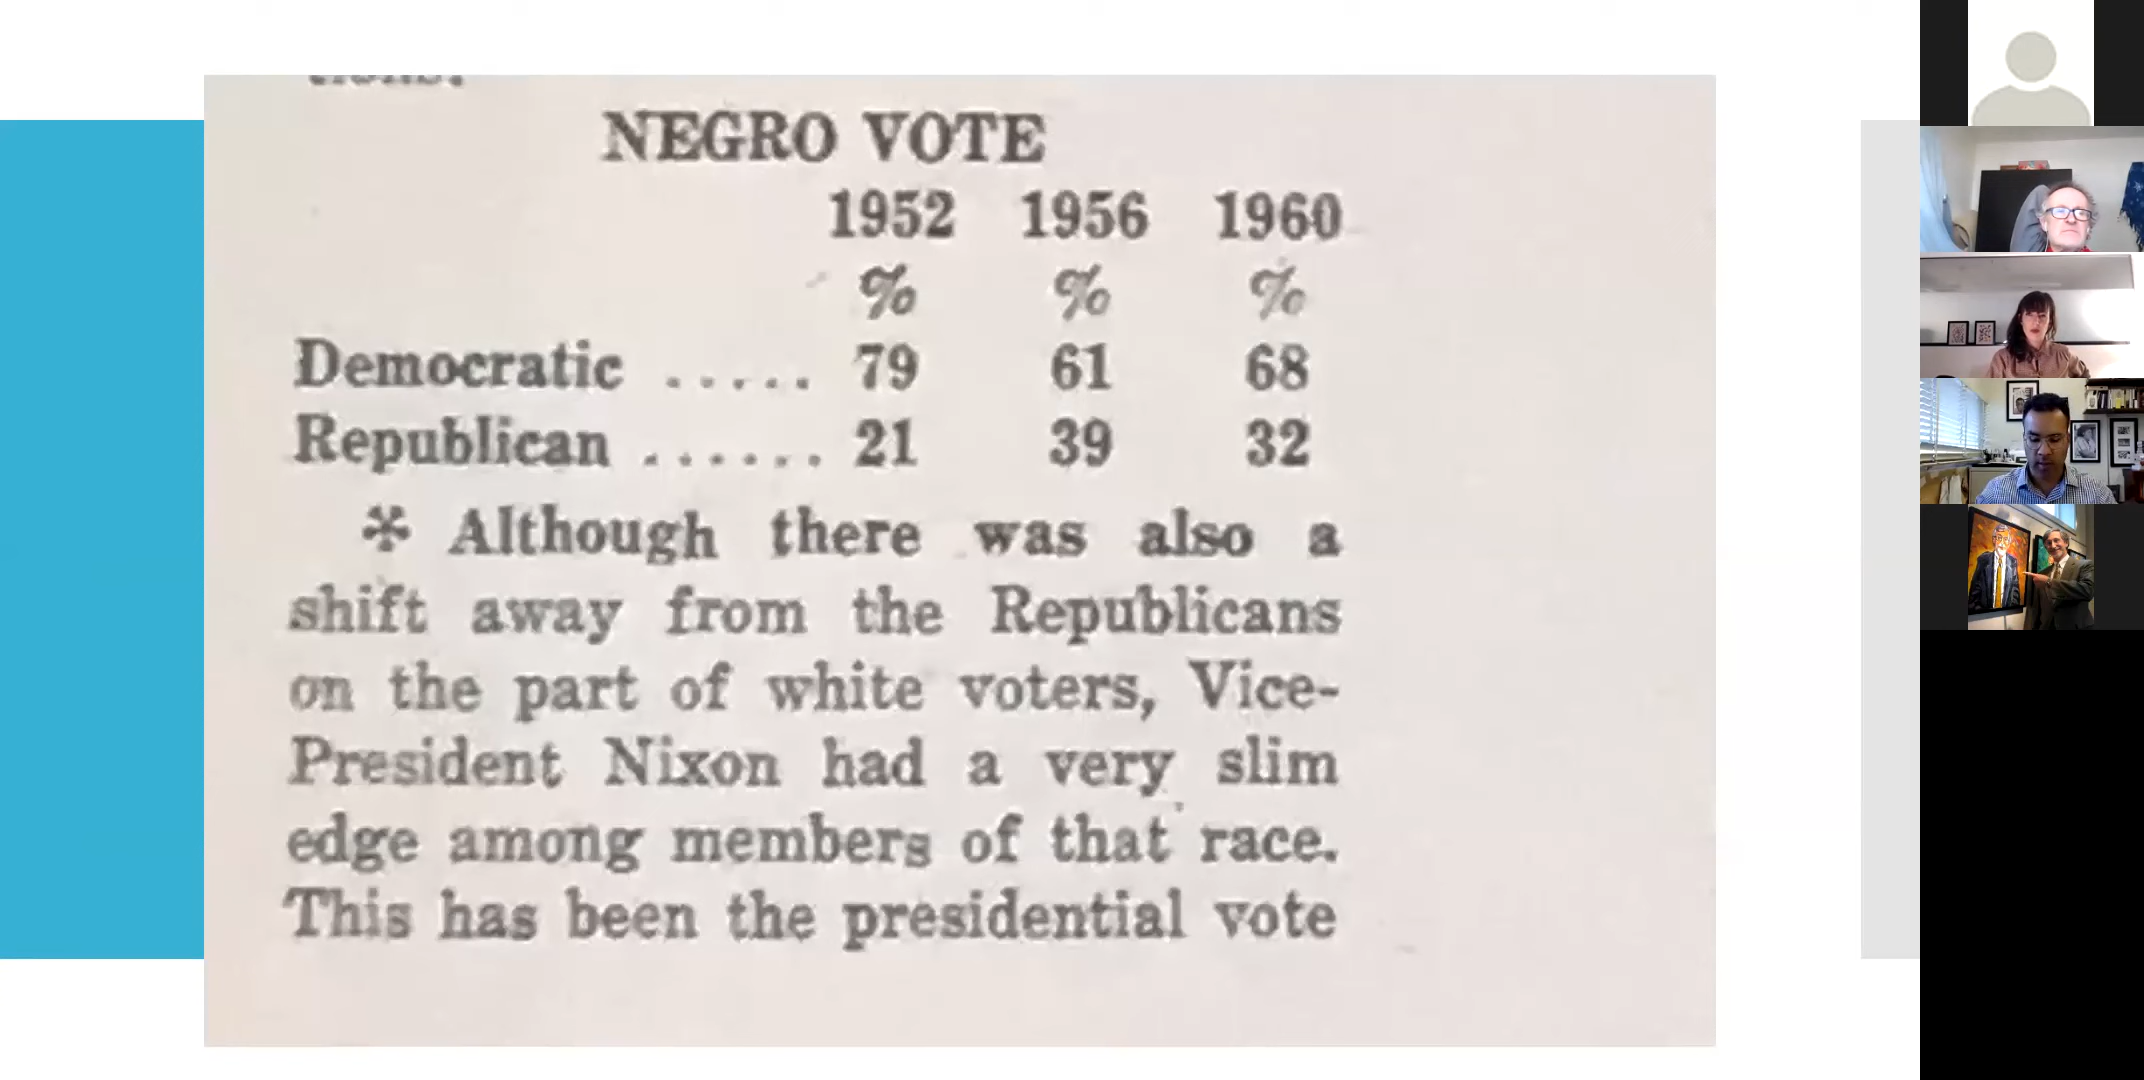 NEGRO VOTE
1952 1956 1960
% % %
Democratic ..... 79 61 68
Republican ...... 21 39 32
* Although there was also a
shift away from the Republicans
on the part of white voters, Vice-
President Nixon had a very slim
edge among members of that race.
This has been the presidential vote